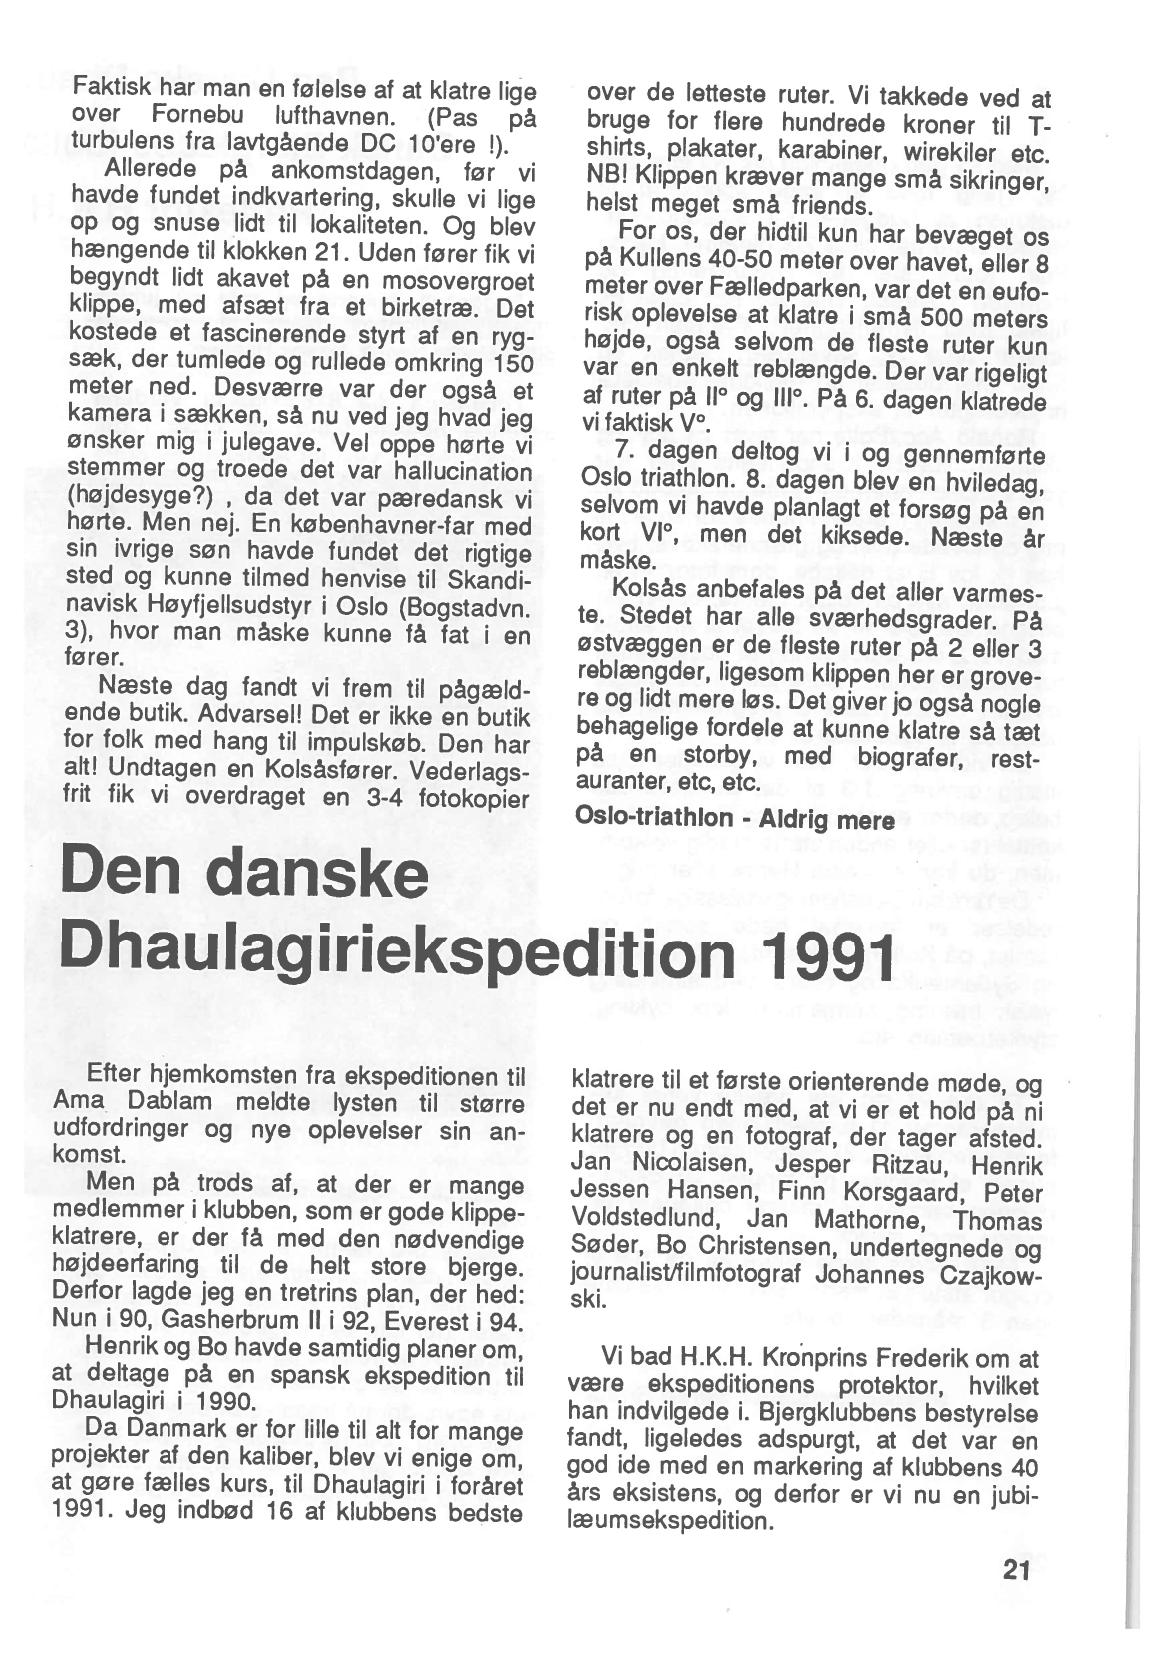 Faktisk har man en følelse af at klatre lige
over Fornebu lufthavnen. (Pas på
turbulens fra lavtgående DC 10'ere !).
Allerede på ankomstdagen, før vi
havde fundet indkvartering, skulle vi lige
op og snuse lidt til lokaliteten. Og blev
hængende til klokken 21. Uden fører fik vi
begyndt lidt akavet på en mosovergroet
klippe, med afsæt fra et birketræ. Det
kostede et fascinerende styrt af en ryg-
sæk, der tumlede og rullede omkring 150
meter ned. Desværre var der også et
kamera i sækken, så nu ved jeg hvad jeg
ønsker mig i julegave. Vel oppe hørte vi
stemmer og troede det var hallucination
(højdesyge?) , da det var pæredansk vi
hørte. Men nej. En københavner-far med
sin ivrige søn havde fundet det rigtige
sted og kunne tilmed henvise til Skandi-
navisk Høyfjellsudstyr i Oslo (Bogstadvn.
3), hvor man måske kunne få fat i en
fører.
Næste dag fandt vi frem til pågæld-
ende butik. Advarsel! Det er ikke en butik
for folk med hang til impulskøb. Den har
alt! Undtagen en Kolsåsfører. Vederlags-
frit fik vi overdraget en 3-4 fotokopier
over de letteste ruter. Vi takkede ved at
bruge for flere hundrede kroner til T-
shirts, plakater, karabiner, wirekiler etc.
NB! Klippen kræver mange små sikringer,
helst meget små friends.
For os, der hidtil kun har bevæget os
på Kullens 40-50 meter over havet, eller 8
meter over Fælledparken, var det en eufo-
risk oplevelse at klatre i små 500 meters
højde, også selvom de fleste ruter kun
var en enkelt reblængde. Der var rigeligt
af ruter på II° og III°. På 6. dagen klatrede
vi faktisk V°.
7. dagen deltog vi i og gennemførte
Oslo triathlon. 8. dagen blev en hviledag,
selvom vi havde planlagt et forsøg på en
kort VI°, men det kiksede. Næste år
måske.
Kolsås anbefales på det aller varmes-
te. Stedet har alle sværhedsgrader. På
østvæggen er de fleste ruter på 2 eller 3
reblængder, ligesom klippen her er grove-
re og lidt mere løs. Det giver jo også nogle
behagelige fordele at kunne klatre så tæt
på en storby, med biografer, rest-
auranter, etc, etc.
Oslo-triathlon - Aldrig mere
Den danske
Dhaulagiriekspedition 1991
Efter hjemkomsten fra ekspeditionen til
Ama Dablam meldte lysten til større
udfordringer og nye oplevelser sin an-
komst.
Men på trods af, at der er mange
medlemmer i klubben, som er gode klippe-
klatrere, er der få med den nødvendige
højdeerfaring til de helt store bjerge.
Derfor lagde jeg en tretrins plan, der hed:
Nun i 90, Gasherbrum II i 92, Everest i 94.
Henrik og Bo havde samtidig planer om,
at deltage på en spansk ekspedition til
Dhaulagiri i 1990.
Da Danmark er for lille til alt for mange
projekter af den kaliber, blev vi enige om,
at gøre fælles kurs, til Dhaulagiri i foråret
1991. Jeg indbød 16 af klubbens bedste
klatrere til et første orienterende møde, og
det er nu endt med, at vi er et hold på ni
klatrere og en fotograf, der tager afsted.
Jan Nicolaisen, Jesper Ritzau, Henrik
Jessen Hansen, Finn Korsgaard, Peter
Voldstedlund, Jan Mathorne, Thomas
Søder, Bo Christensen, undertegnede og
journalist/filmfotograf Johannes Czajkow-
ski.
Vi bad H.K.H. Kronprins Frederik om at
være ekspeditionens protektor, hvilket
han indvilgede i. Bjergklubbens bestyrelse
fandt, ligeledes adspurgt, at det var en
god ide med en markering af klubbens 40
års eksistens, og derfor er vi nu en jubi-
læumsekspedition.
21